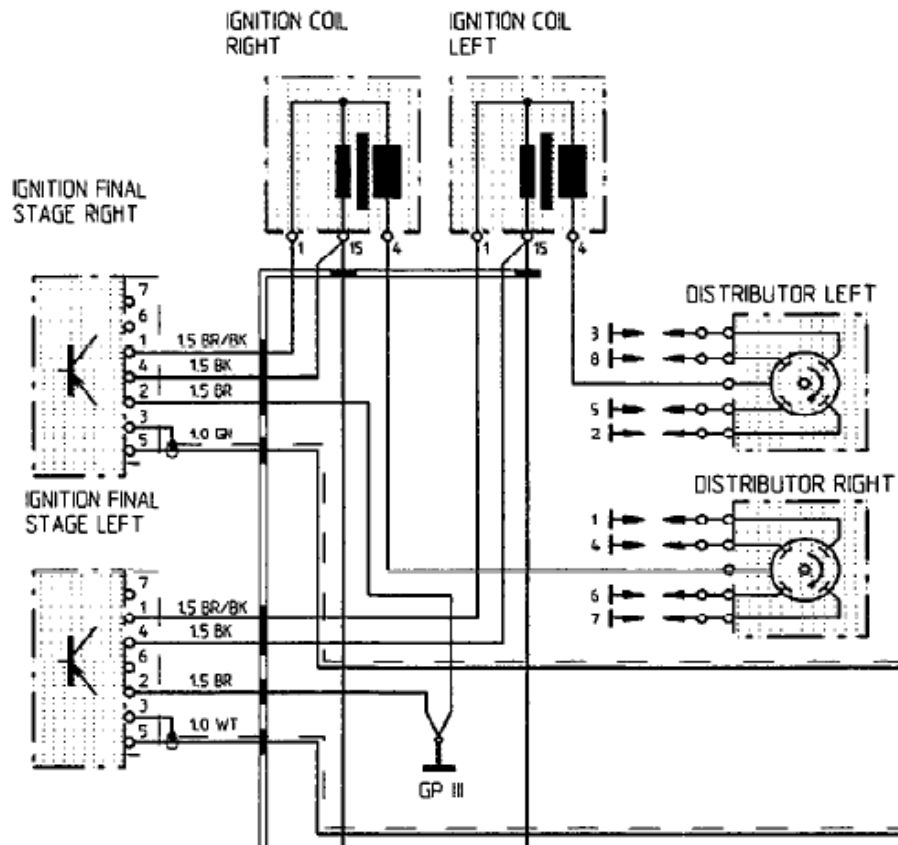 IGNITION COIL
RIGHT
IGNITION COIL
LEFT
1
15
4
1
15
4
IGNITION FINAL
STAGE RIGHT
7
6
1
1.5 BR/BK
4
1.5 BK
2
1.5 BR
3
5
1.0 GN
DISTRIBUTOR LEFT
3
8
5
2
IGNITION FINAL
STAGE LEFT
7
1
1.5 BR/BK
4
1.5 BK
6
2
1.5 BR
3
5
1.0 WT
DISTRIBUTOR RIGHT
1
4
6
7
GP III